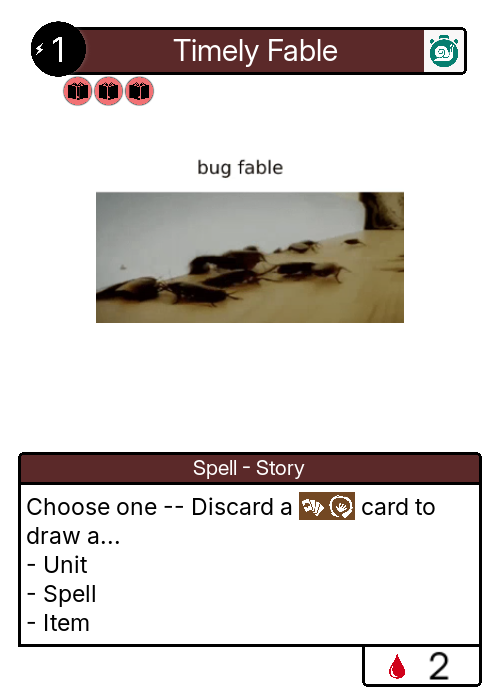 1
Timely Fable
bug fable
Spell - Story
Choose one -- Discard a card to
draw a...
- Unit
- Spell
- Item
2